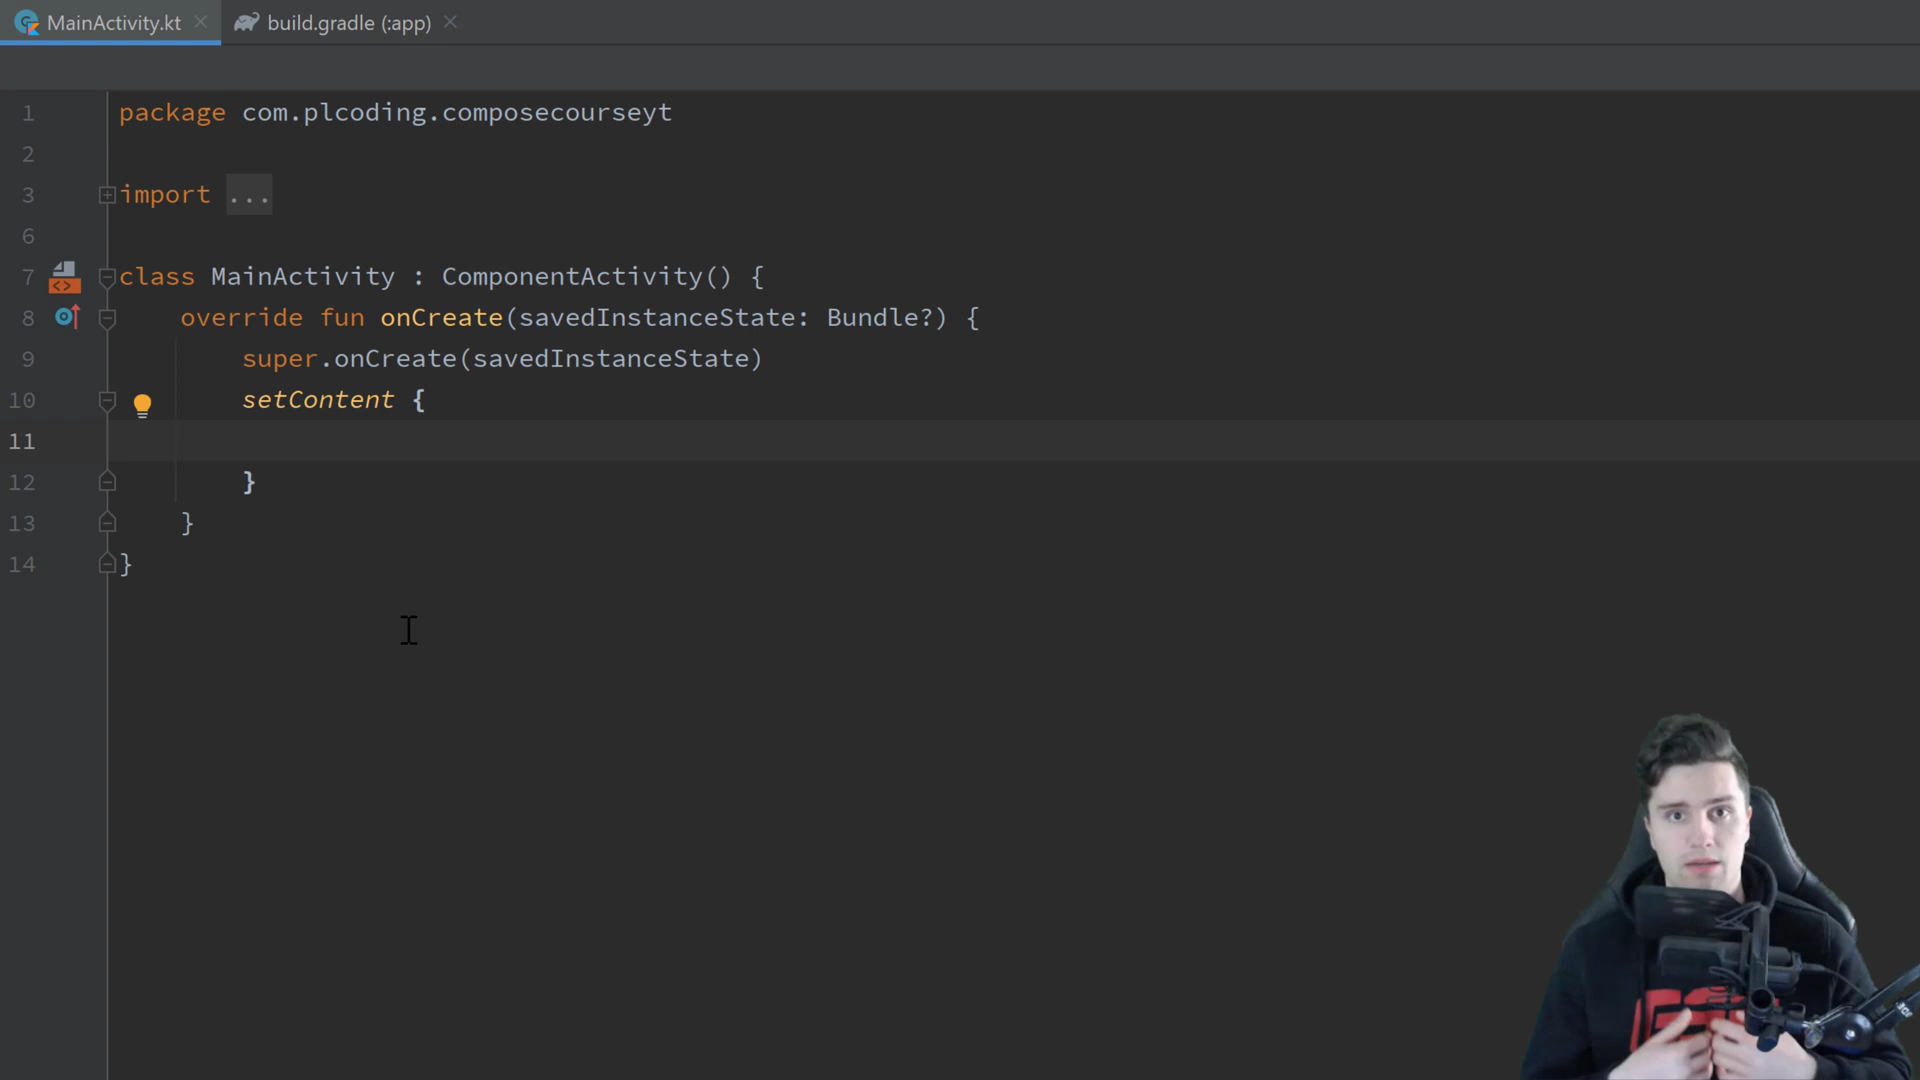 MainActivity.kt build.gradle (:app)
1 package com.plcoding.composecourseyt
2
3 import ...
6
7 class MainActivity : ComponentActivity() {
8 override fun onCreate(savedInstanceState: Bundle?) {
9 super.onCreate(savedInstanceState)
10 setContent {
11
12 }
13 }
14 }